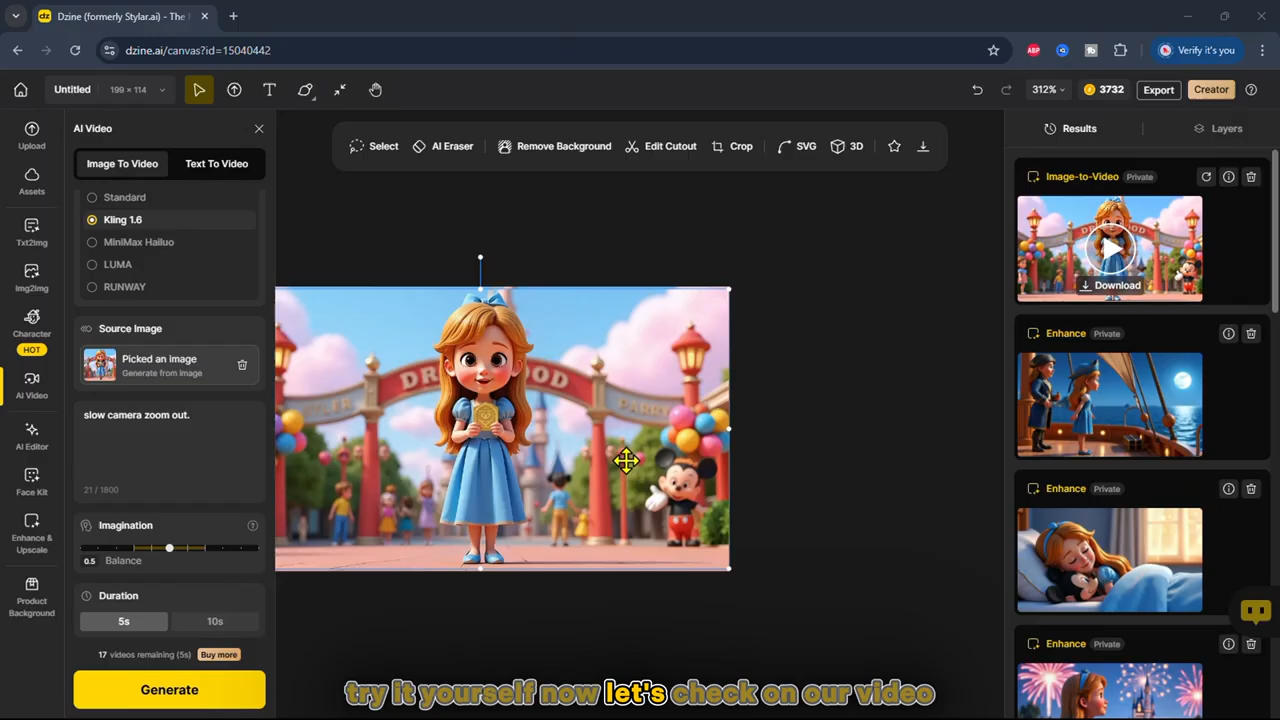 Dzine (formerly Stylar.ai) - The
dzine.ai/canvas?id=15040442
ABP
Verify it's you
Untitled
199 × 114
312%
3732
Export
Creator
Upload
Assets
Txt2Img
Img2Img
Character
HOT
AI Video
AI Editor
Face Kit
Enhance &
Upscale
Product
Background
AI Video
Image To Video
Text To Video
Standard
Kling 1.6
MiniMax Hailuo
LUMA
RUNWAY
Source Image
Picked an image
Generate from image
slow camera zoom out.
21 / 1800
Imagination
0.5 Balance
Duration
5s
10s
17 videos remaining (5s)
Buy more
Generate
Select
AI Eraser
Remove Background
Edit Cutout
Crop
SVG
3D
Results
Layers
Image-to-Video
Private
Download
Enhance
Private
Enhance
Private
Enhance
Private
try it yourself now let's check on our video